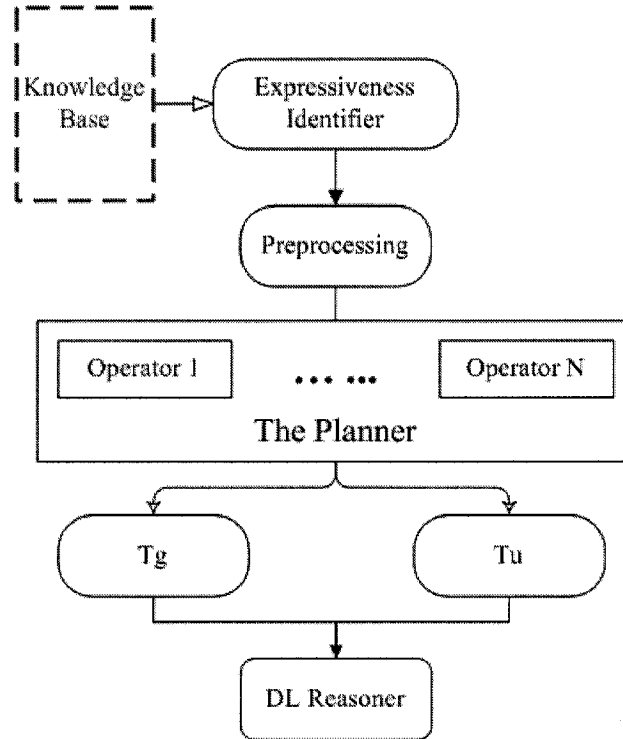 Knowledge
Base
Expressiveness
Identifier
Preprocessing
Operator 1
... ...
Operator N
The Planner
Tg
Tu
DL Reasoner